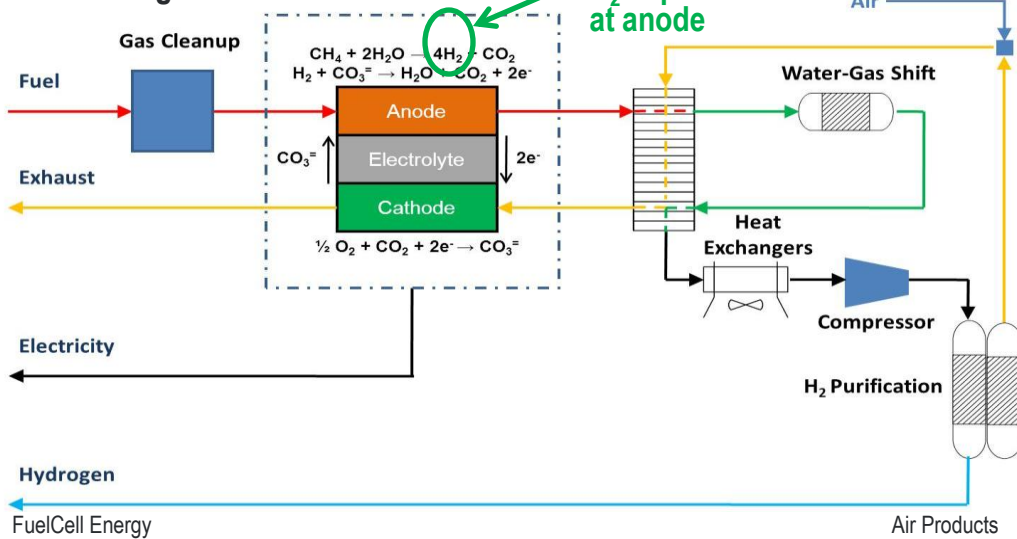 Air
at anode
Gas Cleanup
CH₄ + 2H₂O → 4H₂ + CO₂
H₂ + CO₃⁼ → H₂O + CO₂ + 2e⁻
Water-Gas Shift
Fuel
Anode
CO₃⁼
Electrolyte
2e⁻
Exhaust
Cathode
Heat
Exchangers
½ O₂ + CO₂ + 2e⁻ → CO₃⁼
Compressor
Electricity
H₂ Purification
Hydrogen
FuelCell Energy
Air Products